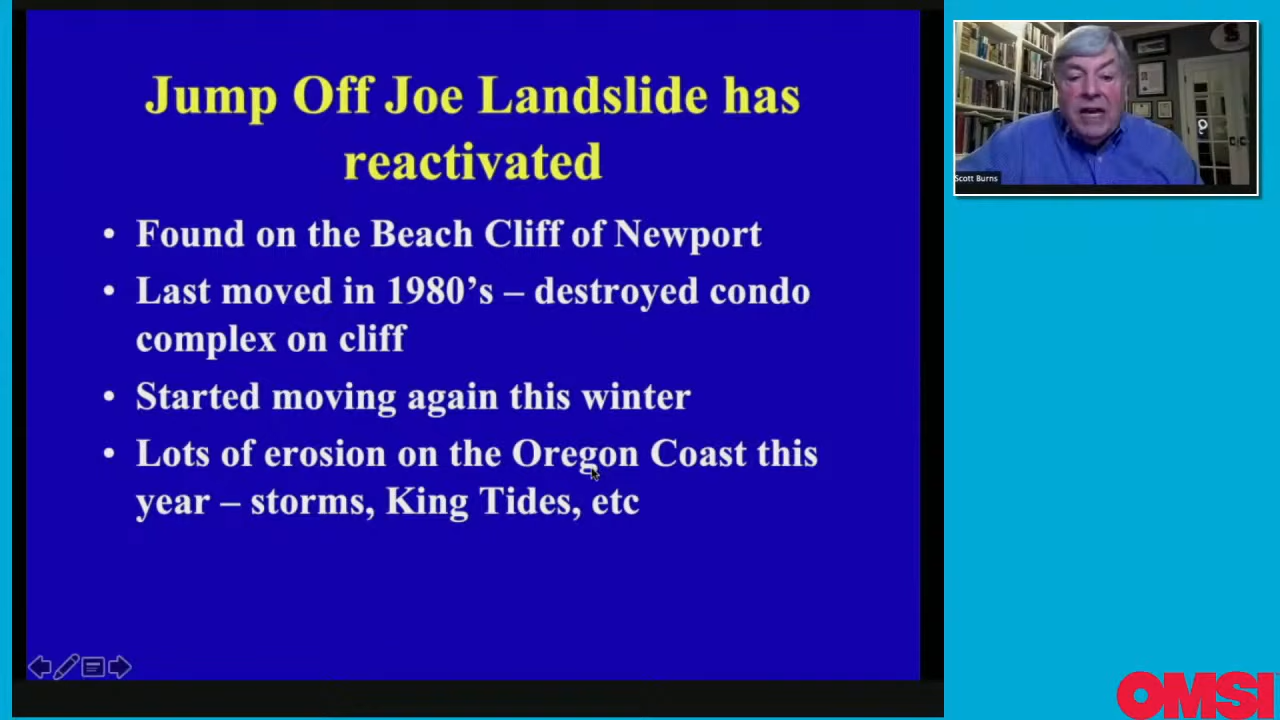 Jump Off Joe Landslide has
reactivated
• Found on the Beach Cliff of Newport
• Last moved in 1980’s – destroyed condo
complex on cliff
• Started moving again this winter
• Lots of erosion on the Oregon Coast this
year – storms, King Tides, etc
Scott Burns
OMSI